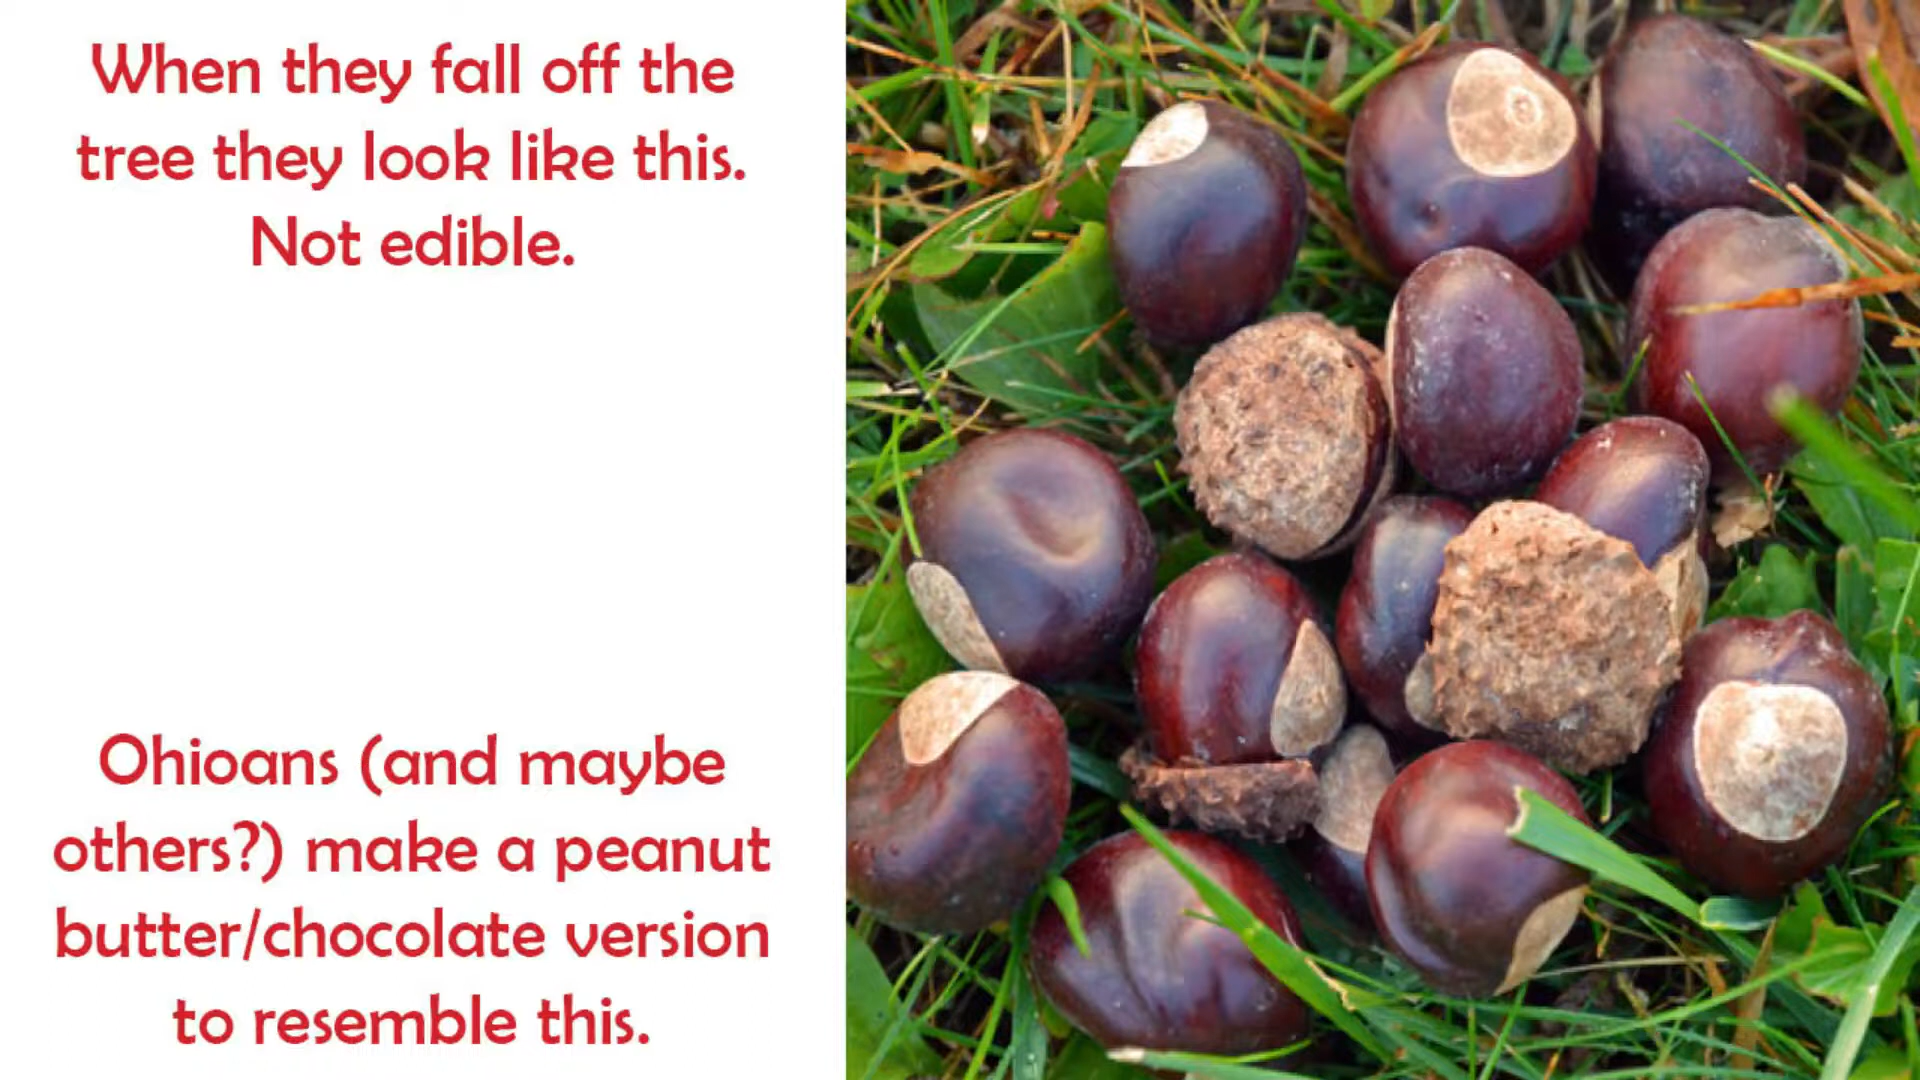 When they fall off the
tree they look like this.
Not edible.
Ohioans (and maybe
others?) make a peanut
butter/chocolate version
to resemble this.